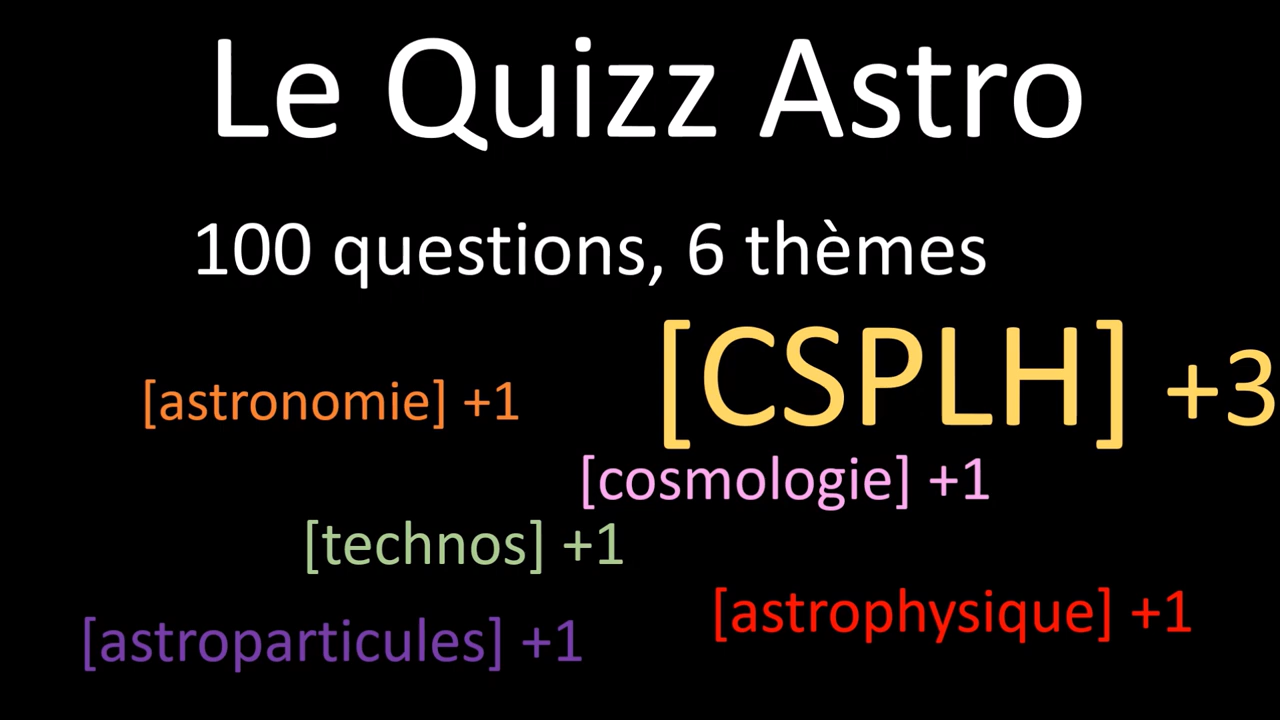 Le Quizz Astro
100 questions, 6 thèmes
[CSPLH] +3
[astronomie] +1
[cosmologie] +1
[technos] +1
[astrophysique] +1
[astroparticules] +1